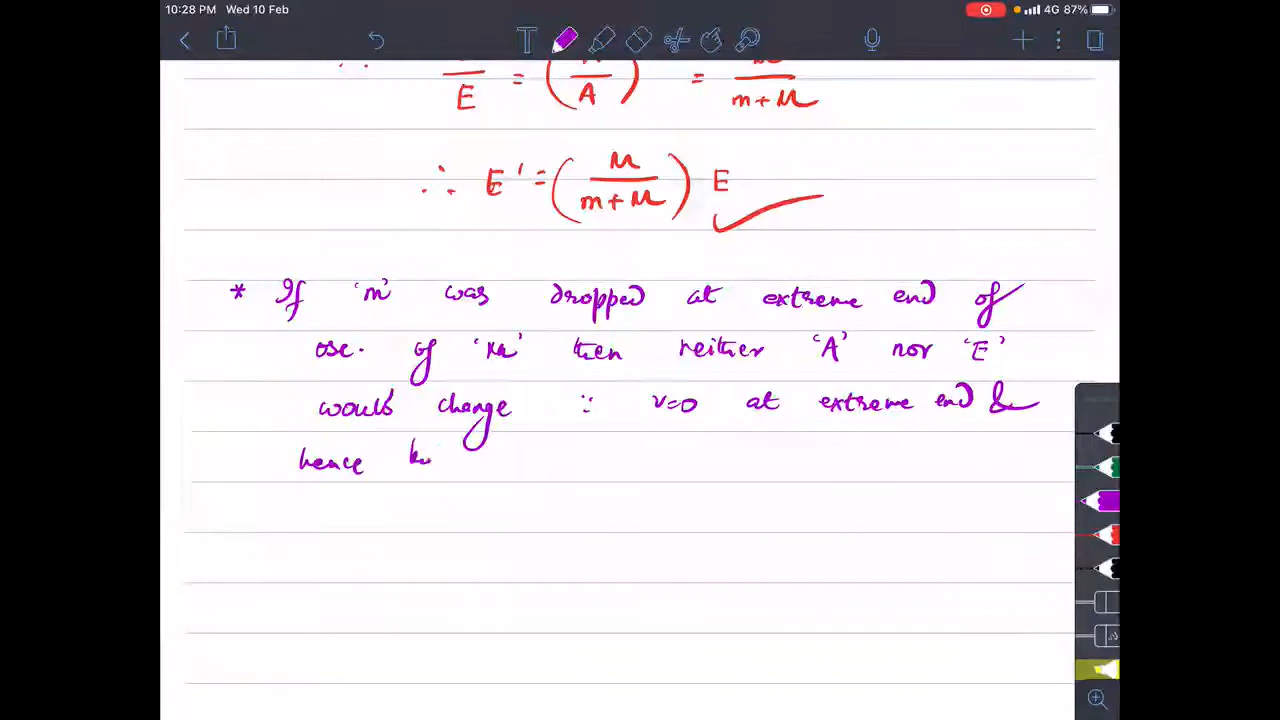 10:28 PM Wed 10 Feb 4G 87%
E = ( A ) = m+M
∴ E' = ( M / m+M ) E
* If 'm' was dropped at extreme end of
osc. of 'M' then neither 'A' nor 'E'
would change ∵ v=0 at extreme end &
hence